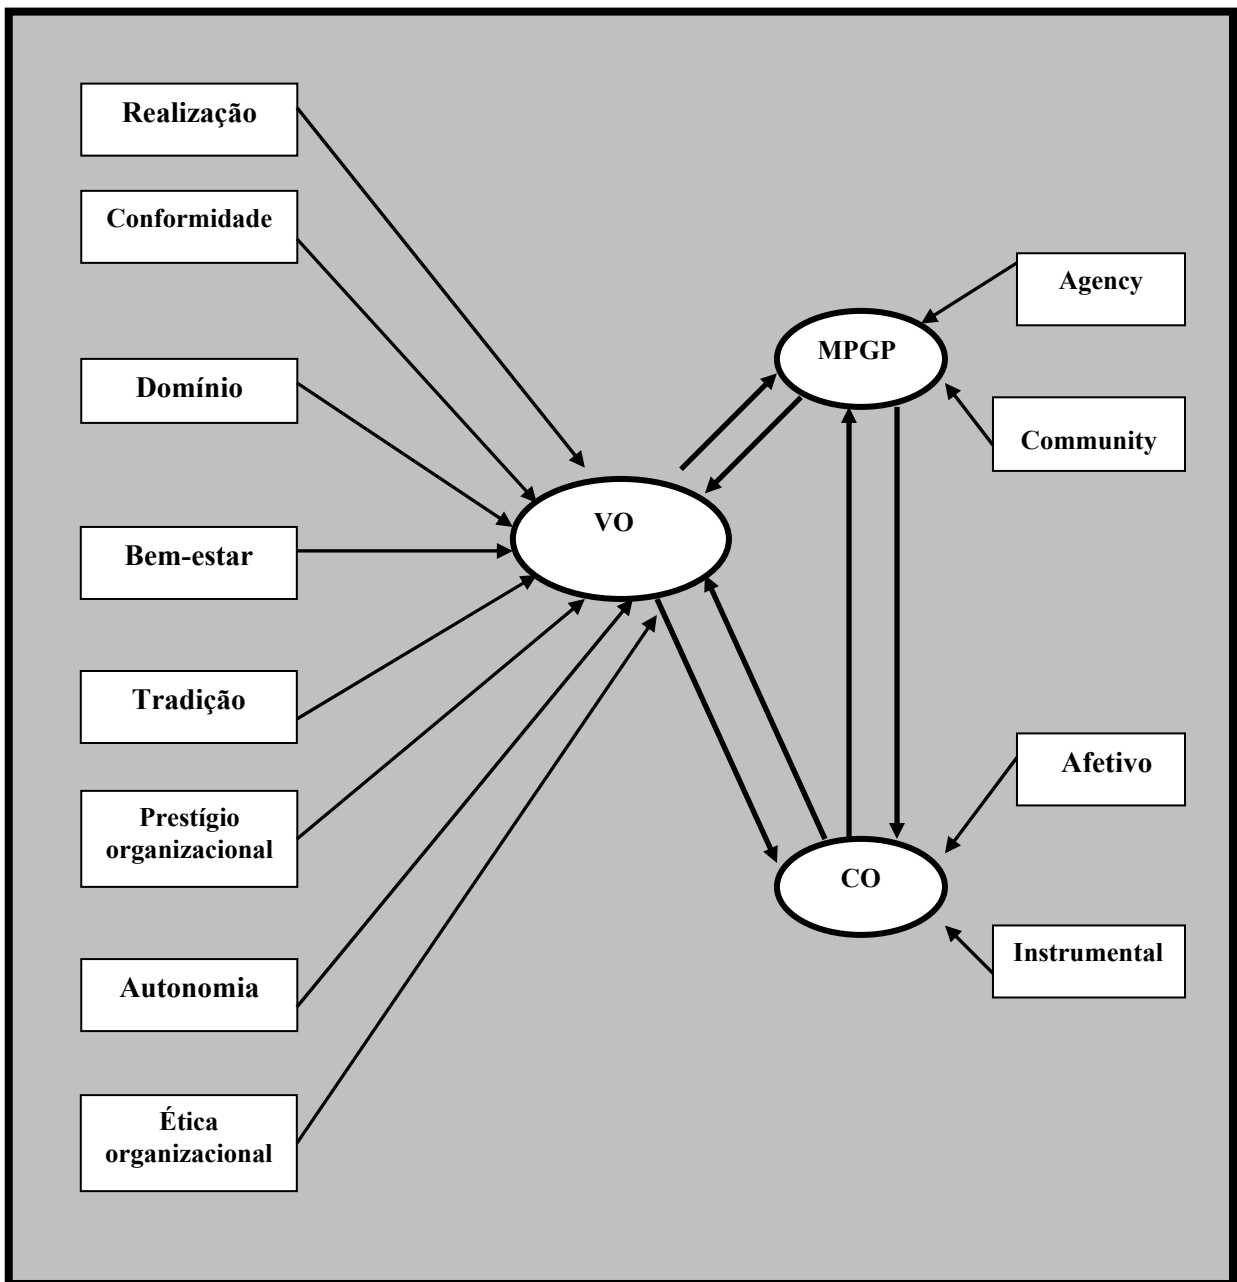 Realização
Conformidade
Domínio
Bem-estar
Tradição
Prestígio
organizacional
Autonomia
Ética
organizacional
VO
MPGP
CO
Agency
Community
Afetivo
Instrumental